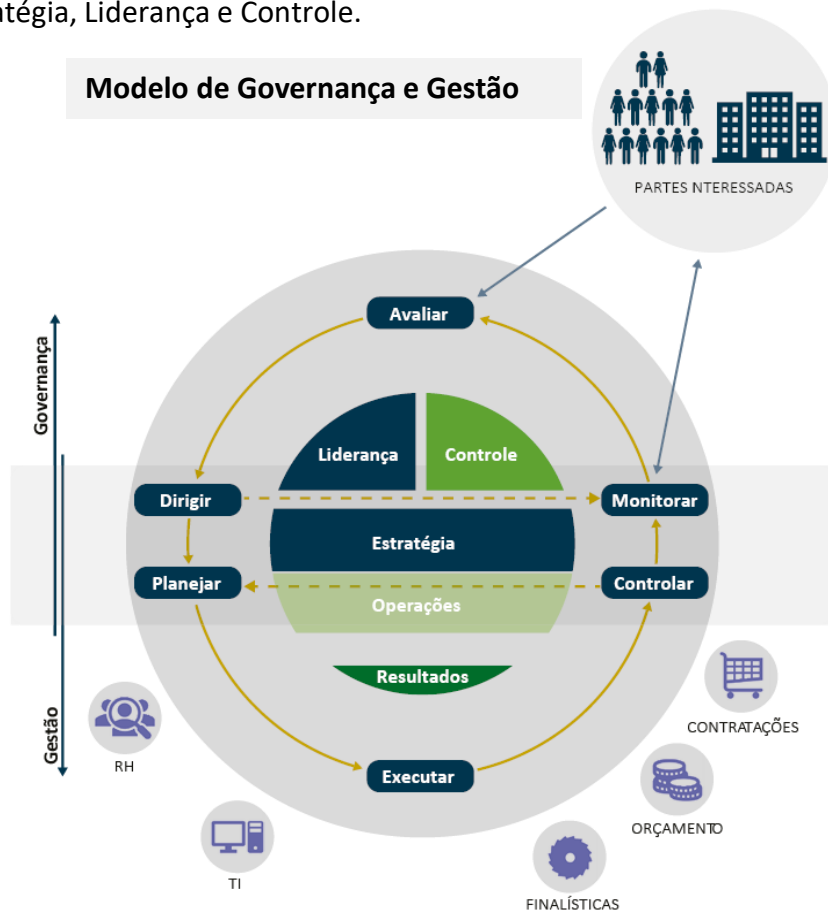 atégia, Liderança e Controle.
Modelo de Governança e Gestão
PARTES NTERESSADAS
Avaliar
Governança
Liderança
Controle
Dirigir
Monitorar
Estratégia
Planejar
Controlar
Operações
Resultados
Gestão
CONTRATAÇÕES
RH
Executar
ORÇAMENTO
TI
FINALÍSTICAS